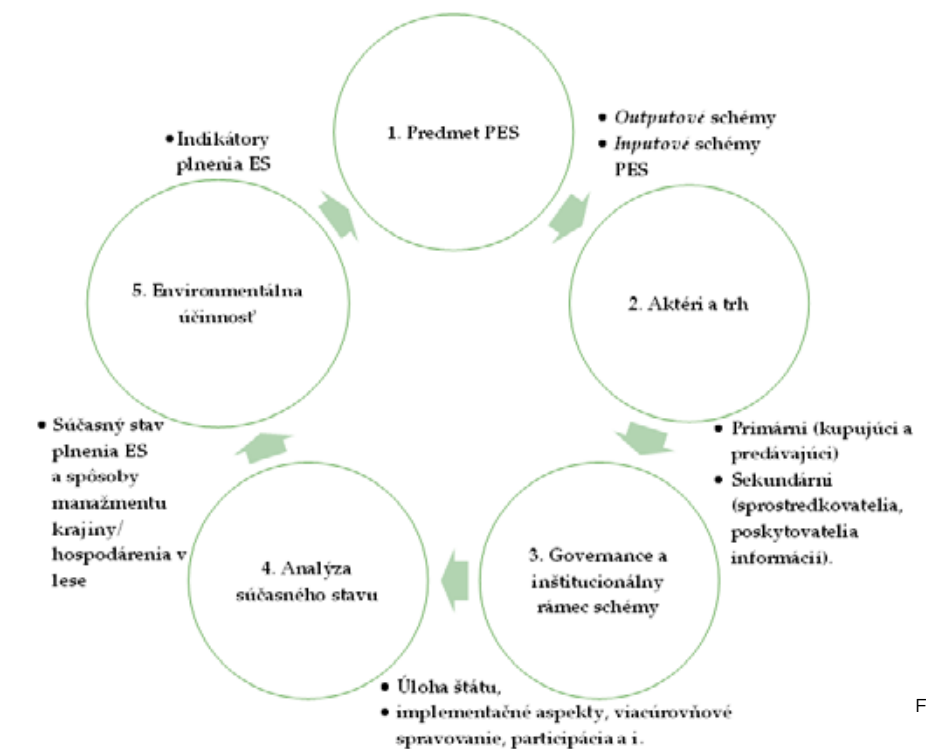 1. Predmet PES
• Outputové schémy
• Inputové schémy
PES
2. Aktéri a trh
• Primárni (kupujúci a
predávajúci)
• Sekundárni
(sprostredkovatelia,
poskytovatelia
informácií).
3. Governance a
inštitucionálny
rámec schémy
• Úloha štátu,
• implementačné aspekty, viacúrovňové
spravovanie, participácia a i.
4. Analýza
súčasného stavu
• Súčasný stav
plnenia ES
a spôsoby
manažmentu
krajiny/
hospodárenia v
lese
5. Environmentálna
účinnosť
• Indikátory
plnenia ES
F